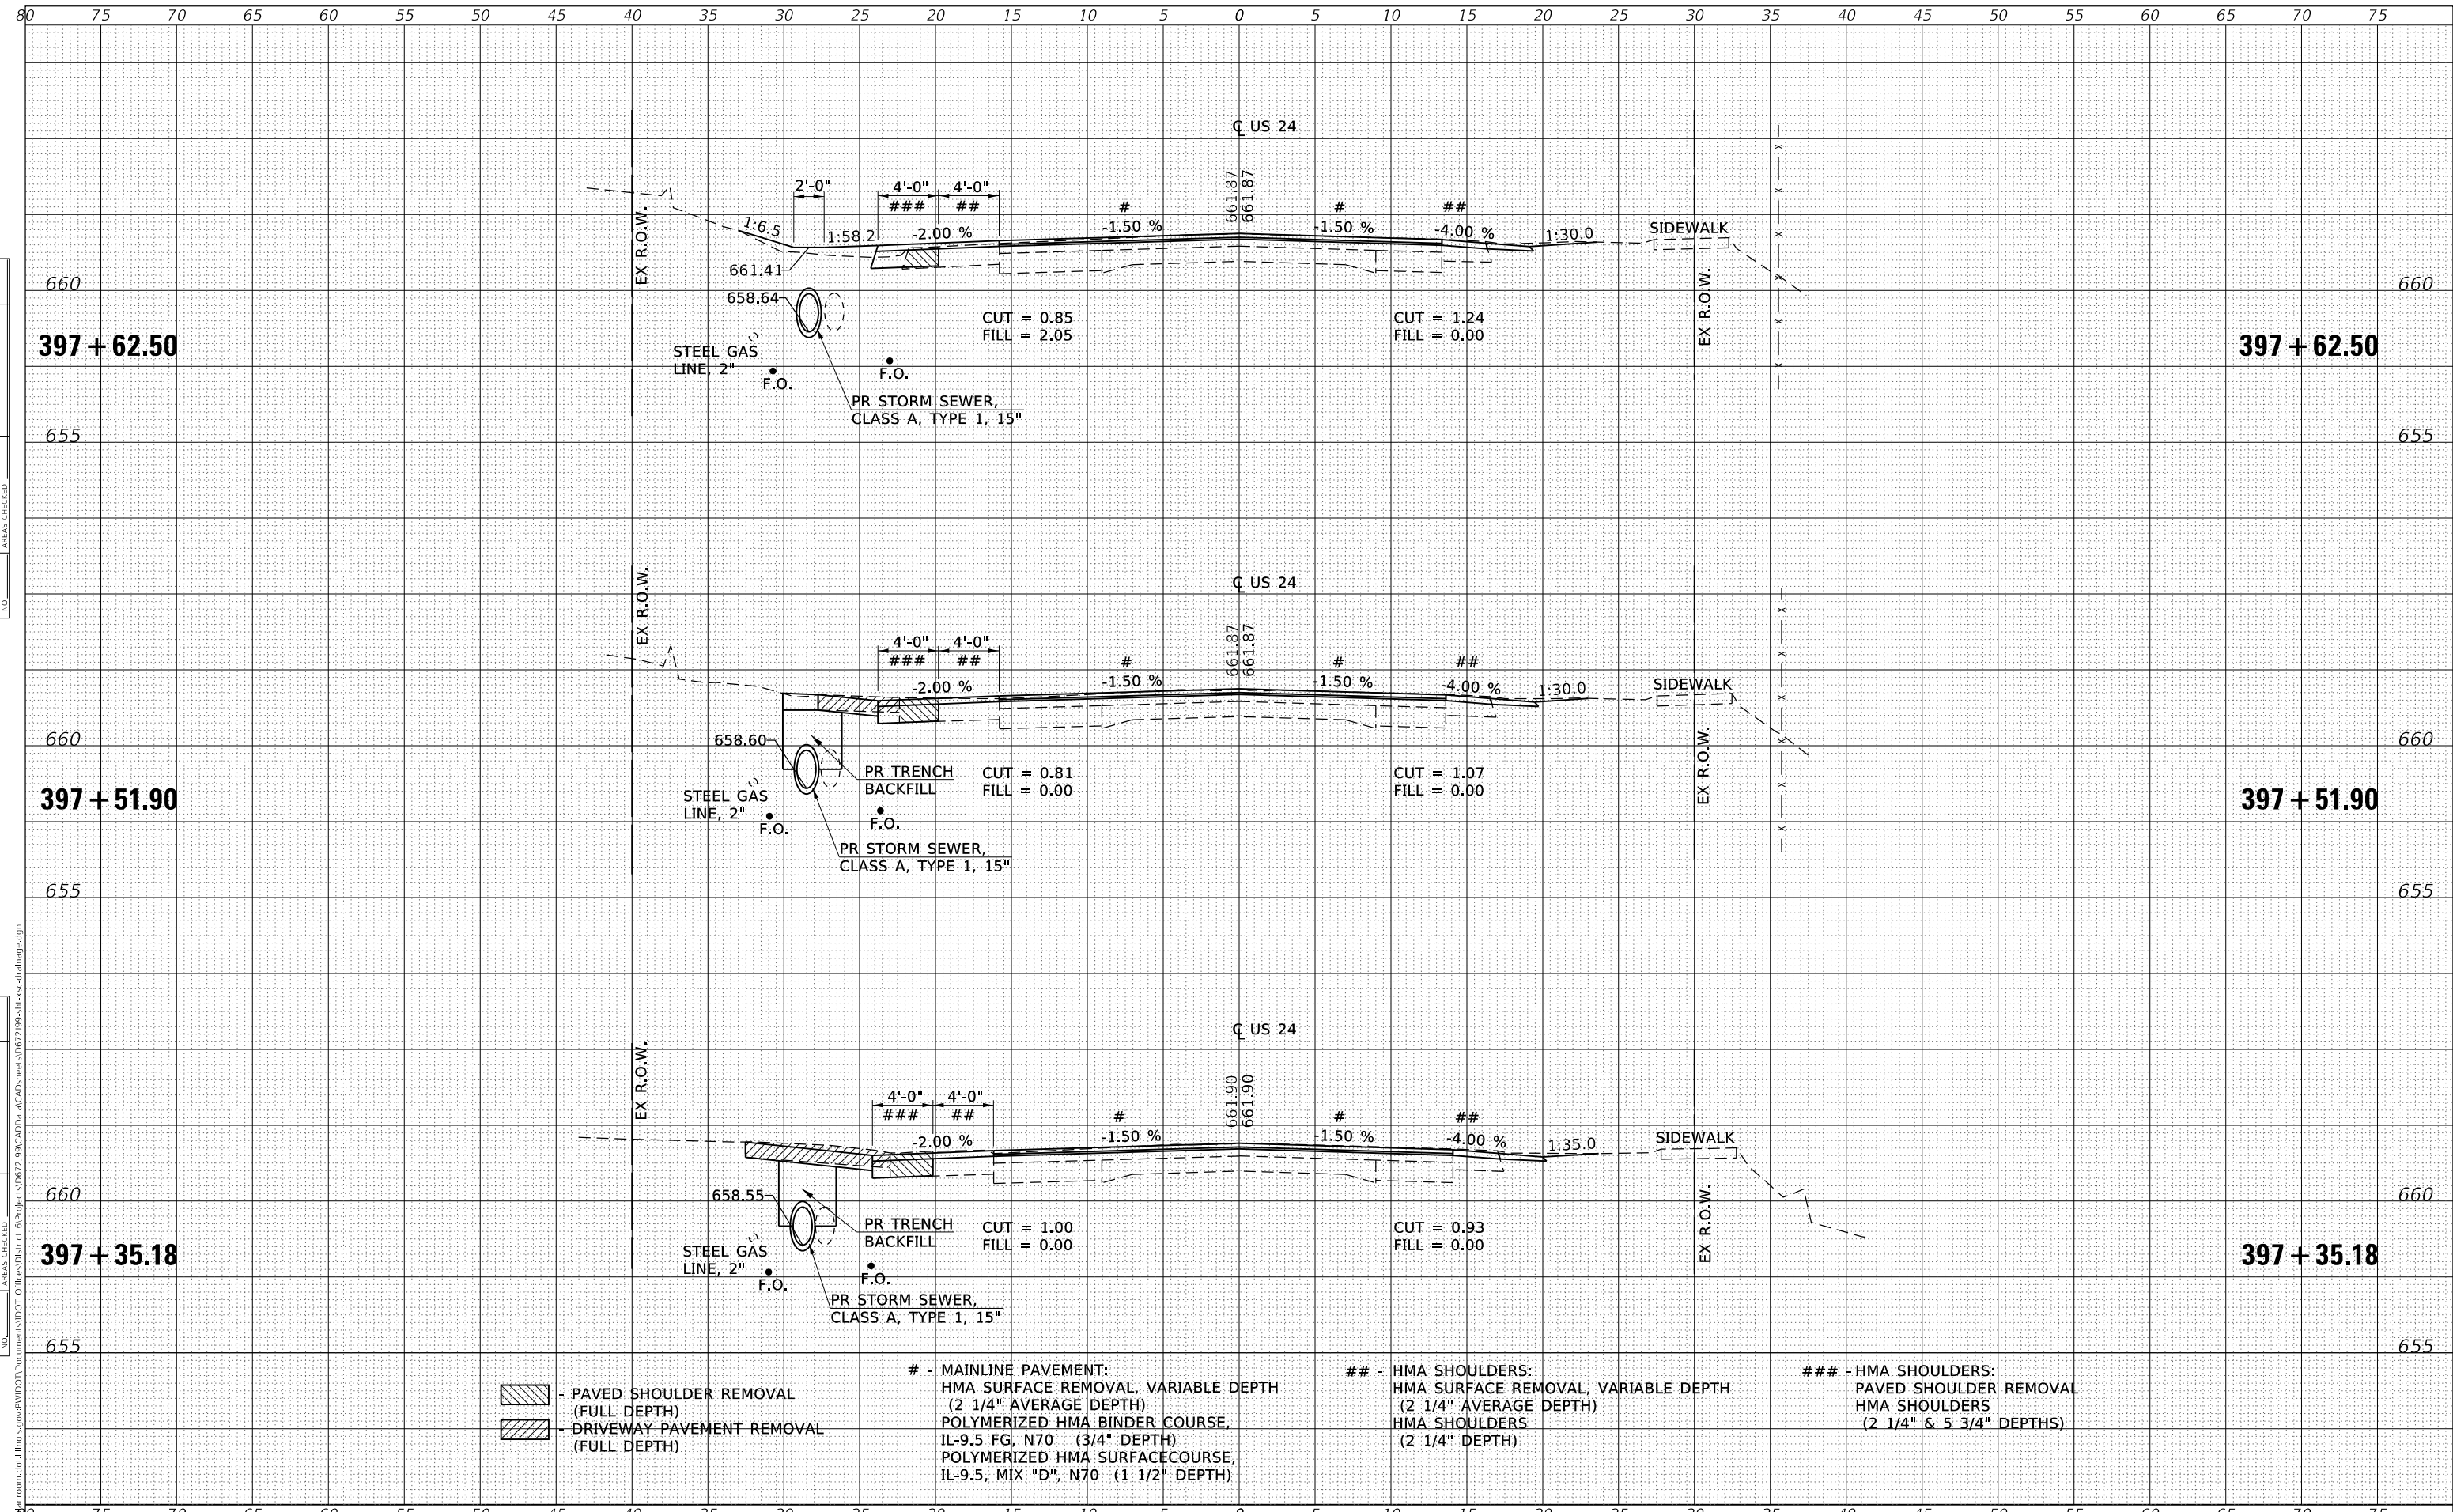 80 75 70 65 60 55 50 45 40 35 30 25 20 15 10 5 0 5 10 15 20 25 30 35 40 45 50 55 60 65 70 75
℄ US 24
2'-0"
4'-0" 4'-0"
### ## # # ##
661.87
661.87
1:6.5
1:58.2
-2.00 % -1.50 % -1.50 % -4.00 %
1:30.0
SIDEWALK
EX R.O.W.
EX R.O.W.
661.41
658.64
660 660
CUT = 0.85
FILL = 2.05
CUT = 1.24
FILL = 0.00
397+62.50 397+62.50
STEEL GAS
LINE, 2"
F.O.
F.O.
PR STORM SEWER,
CLASS A, TYPE 1, 15"
655 655
℄ US 24
EX R.O.W.
661.87
661.87
4'-0" 4'-0"
### ## # # ##
-2.00 % -1.50 % -1.50 % -4.00 %
1:30.0
SIDEWALK
EX R.O.W.
658.60
660 660
PR TRENCH
BACKFILL
CUT = 0.81
FILL = 0.00
CUT = 1.07
FILL = 0.00
397+51.90 397+51.90
STEEL GAS
LINE, 2"
F.O.
F.O.
PR STORM SEWER,
CLASS A, TYPE 1, 15"
655 655
℄ US 24
EX R.O.W.
661.90
661.90
4'-0" 4'-0"
### ## # # ##
-2.00 % -1.50 % -1.50 % -4.00 %
1:35.0
SIDEWALK
EX R.O.W.
658.55
660 660
PR TRENCH
BACKFILL
CUT = 1.00
FILL = 0.00
CUT = 0.93
FILL = 0.00
397+35.18 397+35.18
STEEL GAS
LINE, 2"
F.O.
F.O.
PR STORM SEWER,
CLASS A, TYPE 1, 15"
655 655
- PAVED SHOULDER REMOVAL
(FULL DEPTH)
- DRIVEWAY PAVEMENT REMOVAL
(FULL DEPTH)
# - MAINLINE PAVEMENT:
HMA SURFACE REMOVAL, VARIABLE DEPTH
(2 1/4" AVERAGE DEPTH)
POLYMERIZED HMA BINDER COURSE,
IL-9.5 FG, N70 (3/4" DEPTH)
POLYMERIZED HMA SURFACECOURSE,
IL-9.5, MIX "D", N70 (1 1/2" DEPTH)
## - HMA SHOULDERS:
HMA SURFACE REMOVAL, VARIABLE DEPTH
(2 1/4" AVERAGE DEPTH)
HMA SHOULDERS
(2 1/4" DEPTH)
### - HMA SHOULDERS:
PAVED SHOULDER REMOVAL
HMA SHOULDERS
(2 1/4" & 5 3/4" DEPTHS)
AREAS CHECKED
NO.
AREAS CHECKED
NO.